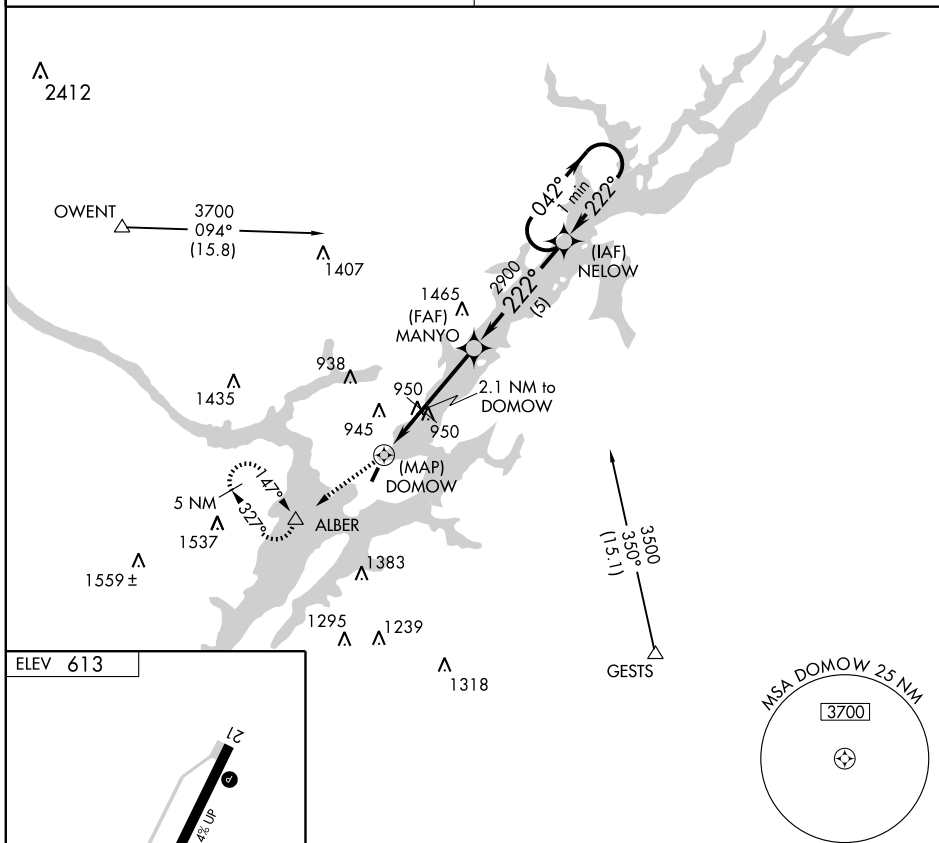 2412
OWENT
3700
094°
(15.8)
1407
042°
1 min
222°
(IAF)
NELOW
2900
222°
(5)
1465
(FAF)
MANYO
938
1435
950
2.1 NM to
DOMOW
945
950
(MAP)
DOMOW
147°
5 NM
327°
ALBER
1537
1559 ±
1383
3500
350°
(15.1)
1295
1239
1318
GESTS
ELEV 613
21
P
4% UP
MSA DOMOW 25 NM
3700